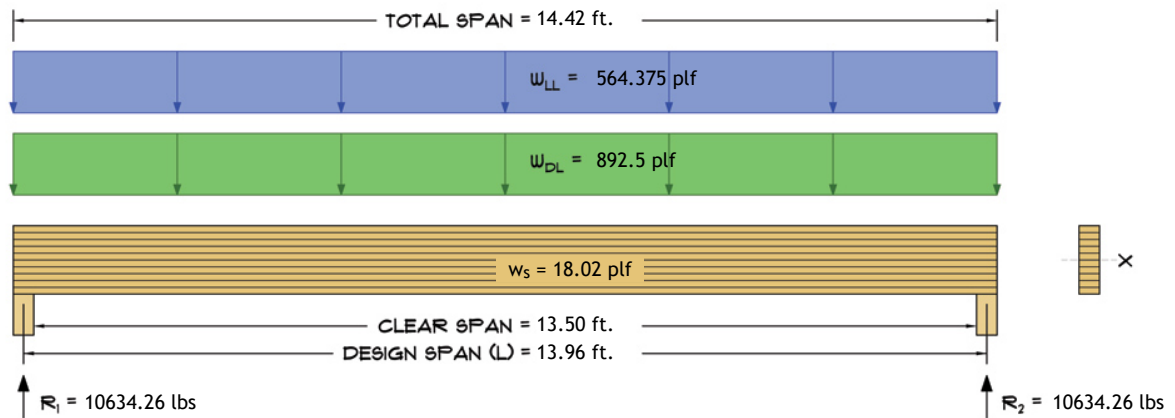 TOTAL SPAN = 14.42 ft.
wLL = 564.375 plf
wDL = 892.5 plf
ws = 18.02 plf
X
CLEAR SPAN = 13.50 ft.
DESIGN SPAN (L) = 13.96 ft.
R1 = 10634.26 lbs
R2 = 10634.26 lbs